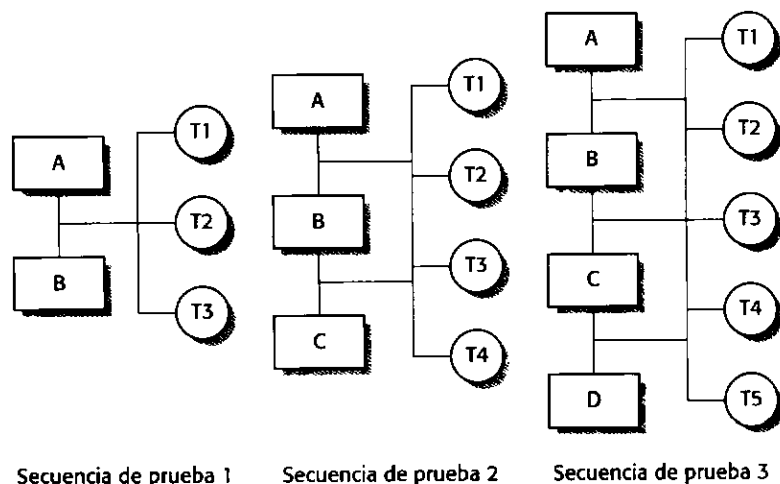 A
B
T1
T2
T3
Secuencia de prueba 1
A
B
C
T1
T2
T3
T4
Secuencia de prueba 2
A
B
C
D
T1
T2
T3
T4
T5
Secuencia de prueba 3